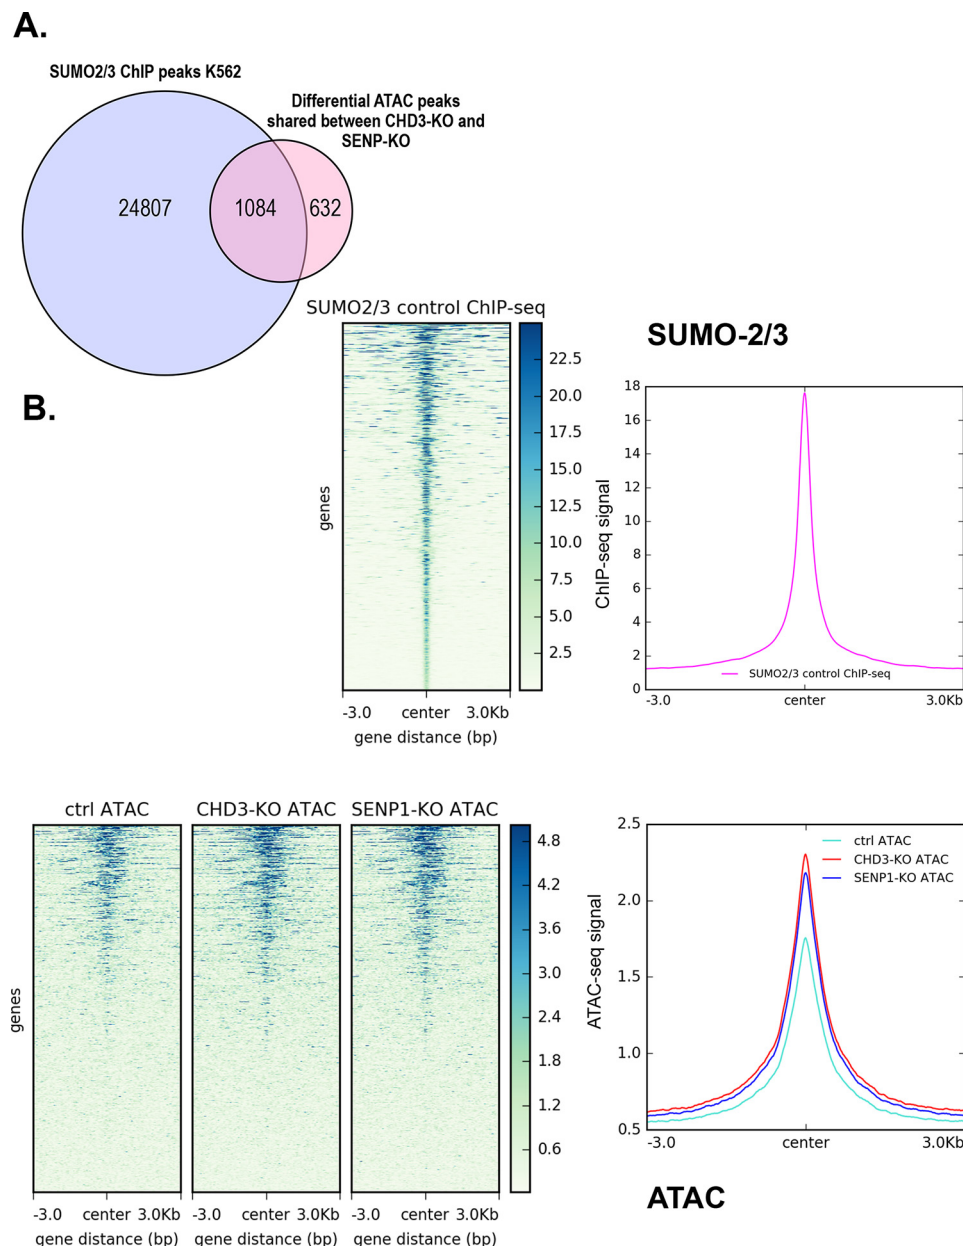 A.
SUMO2/3 ChIP peaks K562
Differential ATAC peaks
shared between CHD3-KO and
SENP-KO
24807
1084
632
B.
SUMO2/3 control ChIP-seq
genes
22.5
20.0
17.5
15.0
12.5
10.0
7.5
5.0
2.5
-3.0 center 3.0Kb
gene distance (bp)
SUMO-2/3
ChIP-seq signal
18
16
14
12
10
8
6
4
2
0
SUMO2/3 control ChIP-seq
-3.0 center 3.0Kb
ctrl ATAC CHD3-KO ATAC SENP1-KO ATAC
genes
4.8
4.2
3.6
3.0
2.4
1.8
1.2
0.6
-3.0 center 3.0Kb -3.0 center 3.0Kb -3.0 center 3.0Kb
gene distance (bp) gene distance (bp) gene distance (bp)
ATAC-seq signal
2.5
2.0
1.5
1.0
0.5
ctrl ATAC
CHD3-KO ATAC
SENP1-KO ATAC
-3.0 center 3.0Kb
ATAC